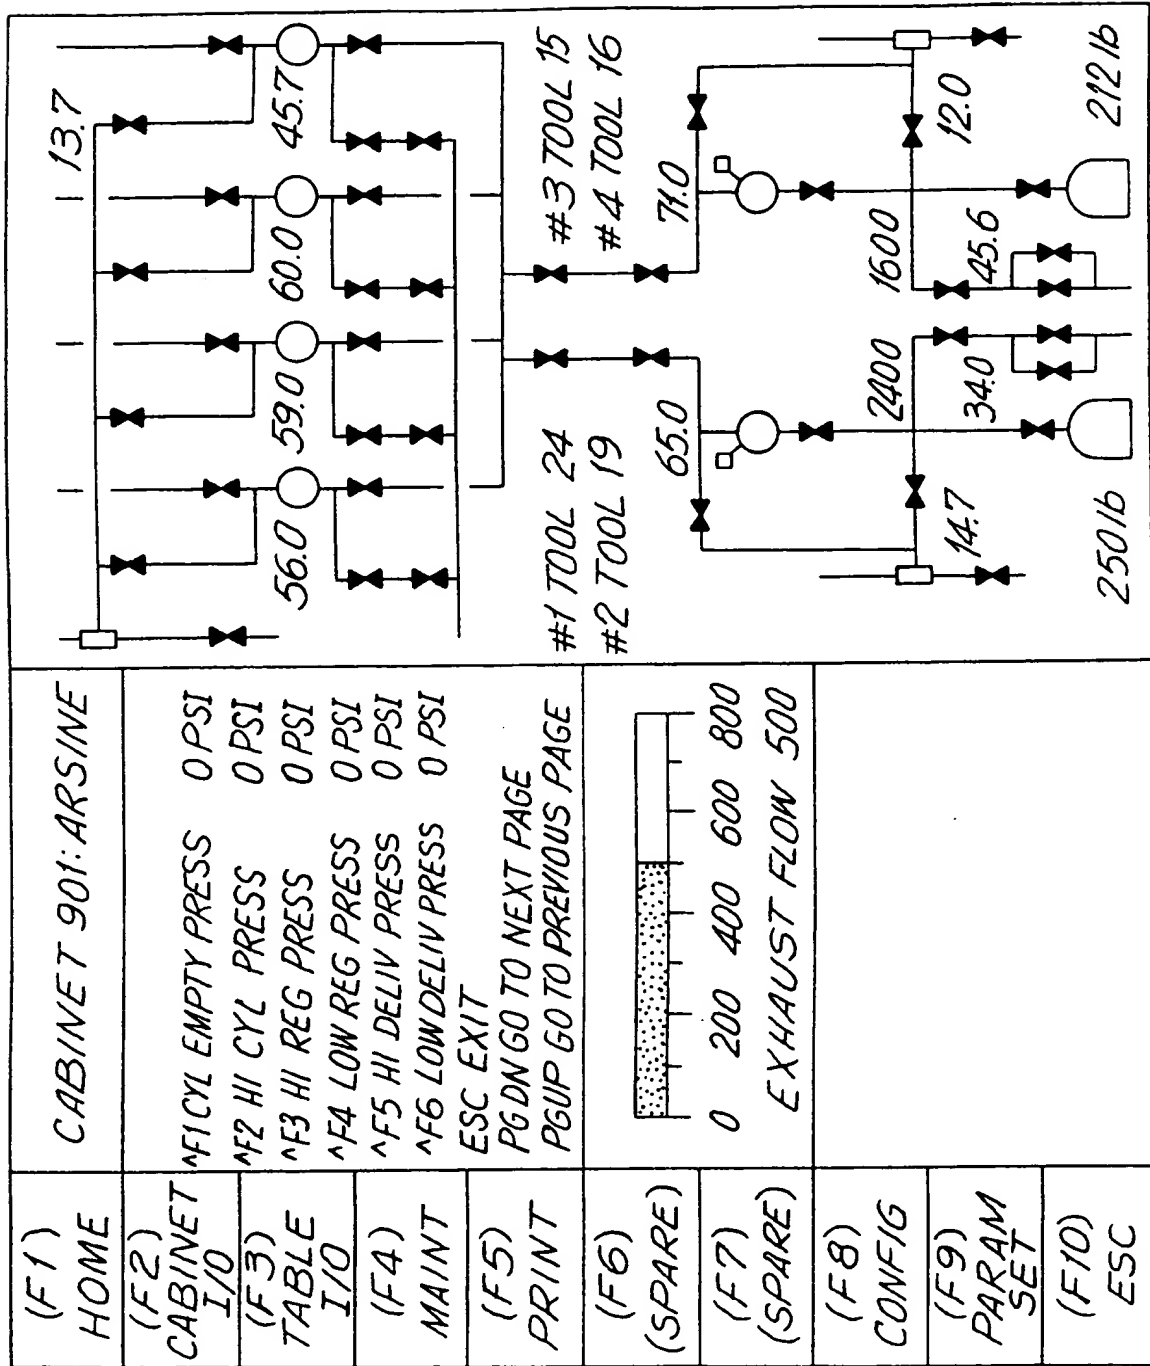 (F1)
HOME
(F2)
CABINET
I/O
(F3)
TABLE
I/O
(F4)
MAINT
(F5)
PRINT
(F6)
(SPARE)
(F7)
(SPARE)
(F8)
CONFIG
(F9)
PARAM
SET
(F10)
ESC
CABINET 901: ARSINE
^F1 CYL EMPTY PRESS 0 PSI
^F2 HI CYL PRESS 0 PSI
^F3 HI REG PRESS 0 PSI
^F4 LOW REG PRESS 0 PSI
^F5 HI DELIV PRESS 0 PSI
^F6 LOW DELIV PRESS 0 PSI
ESC EXIT
PGDN GO TO NEXT PAGE
PGUP GO TO PREVIOUS PAGE
0 200 400 600 800
EXHAUST FLOW 500
13.7
56.0 59.0 60.0 45.7
#1 TOOL 24 #3 TOOL 15
#2 TOOL 19 #4 TOOL 16
65.0 71.0
2400 1600
14.7 34.0 45.6 12.0
250 lb 212 lb